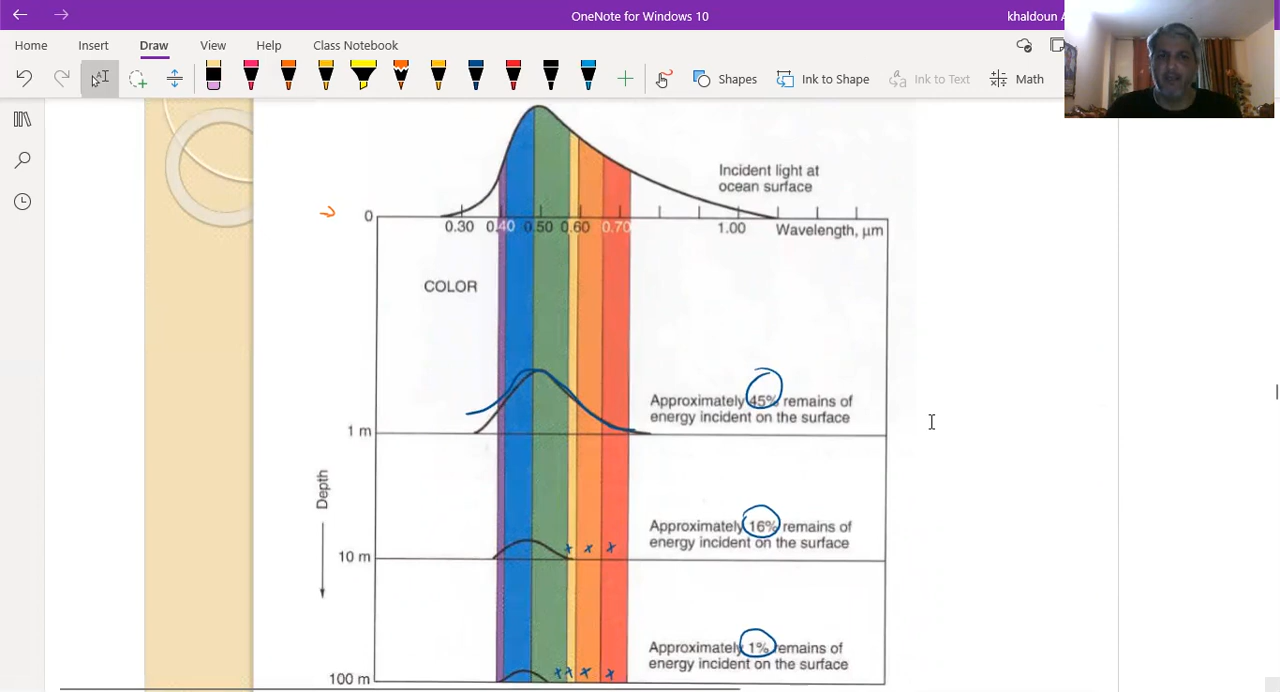 OneNote for Windows 10
khaldoun
Home Insert Draw View Help Class Notebook
Shapes Ink to Shape Ink to Text Math
Incident light at
ocean surface
0
0.30 0.40 0.50 0.60 0.70 1.00 Wavelength, μm
COLOR
Approximately 45% remains of
energy incident on the surface
1 m
Depth
Approximately 16% remains of
energy incident on the surface
10 m
Approximately 1% remains of
energy incident on the surface
100 m